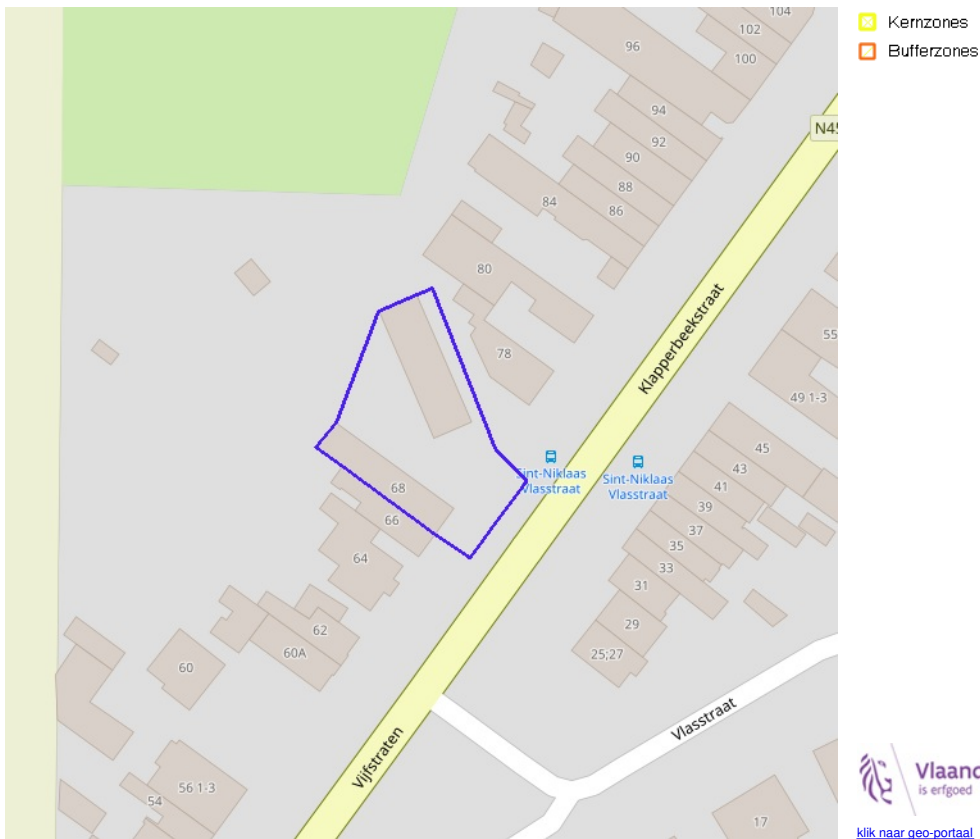 104
102
96
100
Kernzones
Bufferzones
94
92
90
88
86
84
N45
80
78
Klapperbeekstraat
55
49 1-3
45
43
41
39
37
35
33
31
29
25;27
Sint-Niklaas
Vlasstraat
Sint-Niklaas
Vlasstraat
68
66
64
62
60A
60
56 1-3
54
Vijfstraten
Vlasstraat
17
Vlaand
is erfgoed
klik naar geo-portaal